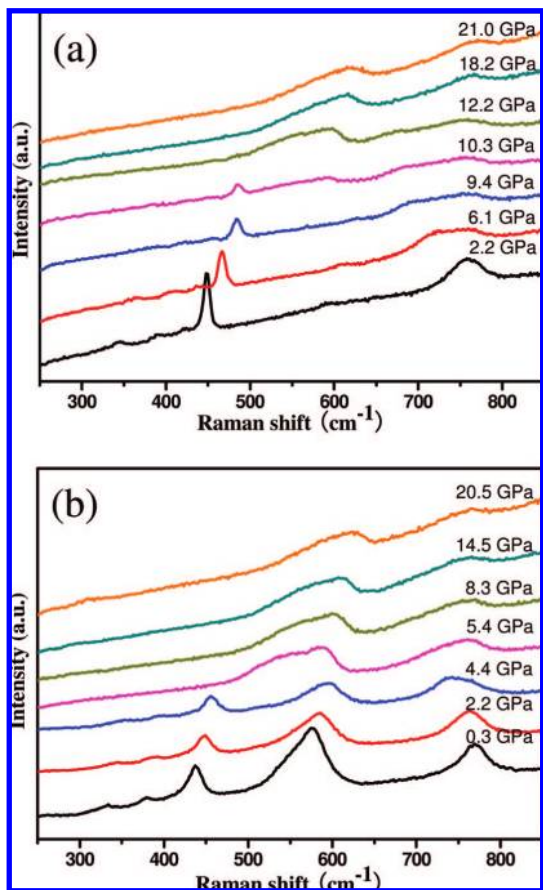 (a)
21.0 GPa
18.2 GPa
12.2 GPa
10.3 GPa
9.4 GPa
6.1 GPa
2.2 GPa
Intensity (a.u.)
300 400 500 600 700 800
Raman shift (cm-1)
(b)
20.5 GPa
14.5 GPa
8.3 GPa
5.4 GPa
4.4 GPa
2.2 GPa
0.3 GPa
Intensity (a.u.)
300 400 500 600 700 800
Raman shift (cm-1)